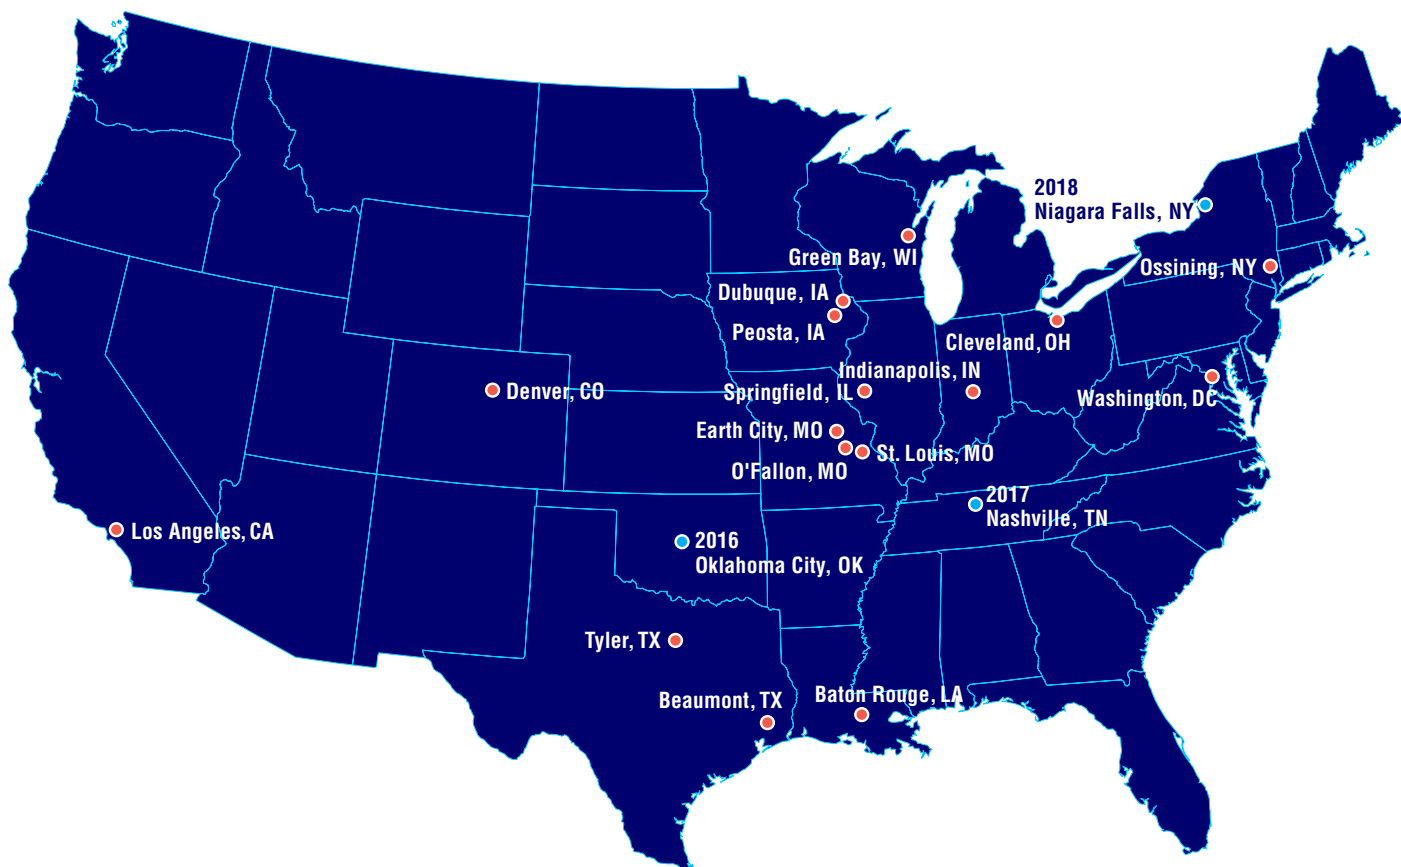 2018
Niagara Falls, NY
Green Bay, WI
Ossining, NY
Dubuque, IA
Peosta, IA
Cleveland, OH
Indianapolis, IN
Denver, CO
Springfield, IL
Washington, DC
Earth City, MO
St. Louis, MO
O'Fallon, MO
2017
Nashville, TN
Los Angeles, CA
2016
Oklahoma City, OK
Tyler, TX
Beaumont, TX
Baton Rouge, LA